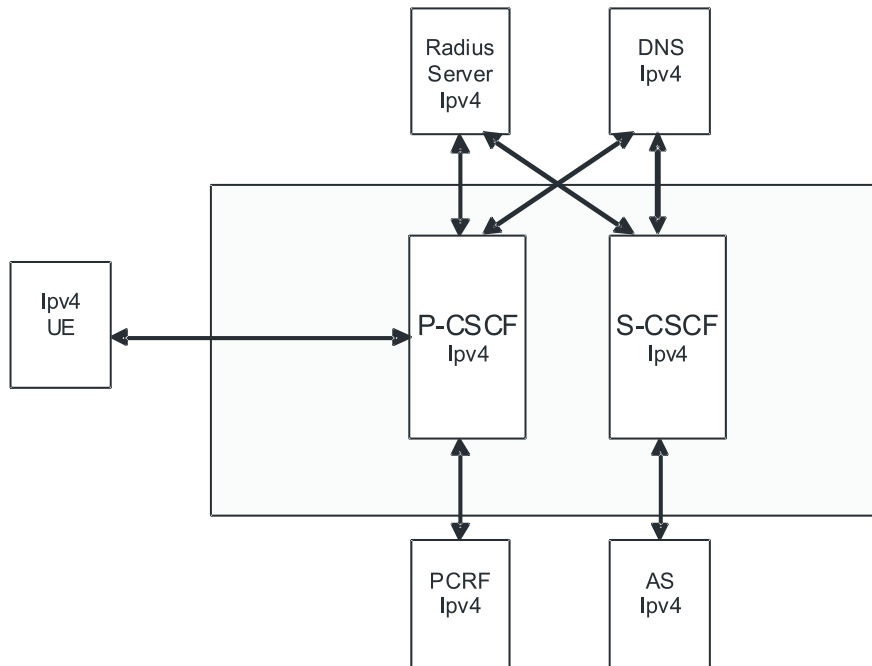 Radius
Server
Ipv4
DNS
Ipv4
Ipv4
UE
P-CSCF
Ipv4
S-CSCF
Ipv4
PCRF
Ipv4
AS
Ipv4